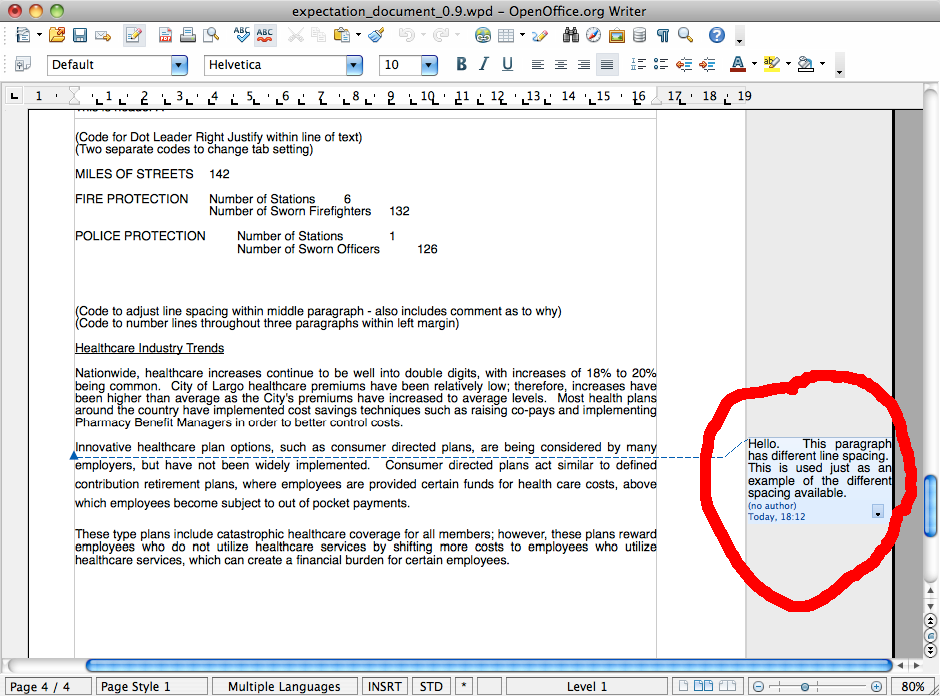 expectation_document_0.9.wpd – OpenOffice.org Writer
Default Helvetica 10 B I U
1 1 2 3 4 5 6 7 8 9 10 11 12 13 14 15 16 17 18 19
(Code for Dot Leader Right Justify within line of text)
(Two separate codes to change tab setting)
MILES OF STREETS 142
FIRE PROTECTION Number of Stations 6
Number of Sworn Firefighters 132
POLICE PROTECTION Number of Stations 1
Number of Sworn Officers 126
(Code to adjust line spacing within middle paragraph - also includes comment as to why)
(Code to number lines throughout three paragraphs within left margin)
Healthcare Industry Trends
Nationwide, healthcare increases continue to be well into double digits, with increases of 18% to 20%
being common. City of Largo healthcare premiums have been relatively low; therefore, increases have
been higher than average as the City's premiums have increased to average levels. Most health plans
around the country have implemented cost savings techniques such as raising co-pays and implementing
Pharmacy Benefit Managers in order to better control costs.
Innovative healthcare plan options, such as consumer directed plans, are being considered by many
employers, but have not been widely implemented. Consumer directed plans act similar to defined
contribution retirement plans, where employees are provided certain funds for health care costs, above
which employees become subject to out of pocket payments.
These type plans include catastrophic healthcare coverage for all members; however, these plans reward
employees who do not utilize healthcare services by shifting more costs to employees who utilize
healthcare services, which can create a financial burden for certain employees.
Hello. This paragraph
has different line spacing.
This is used just as an
example of the different
spacing available.
(no author)
Today, 18:12
Page 4 / 4 Page Style 1 Multiple Languages INSRT STD * Level 1 80%